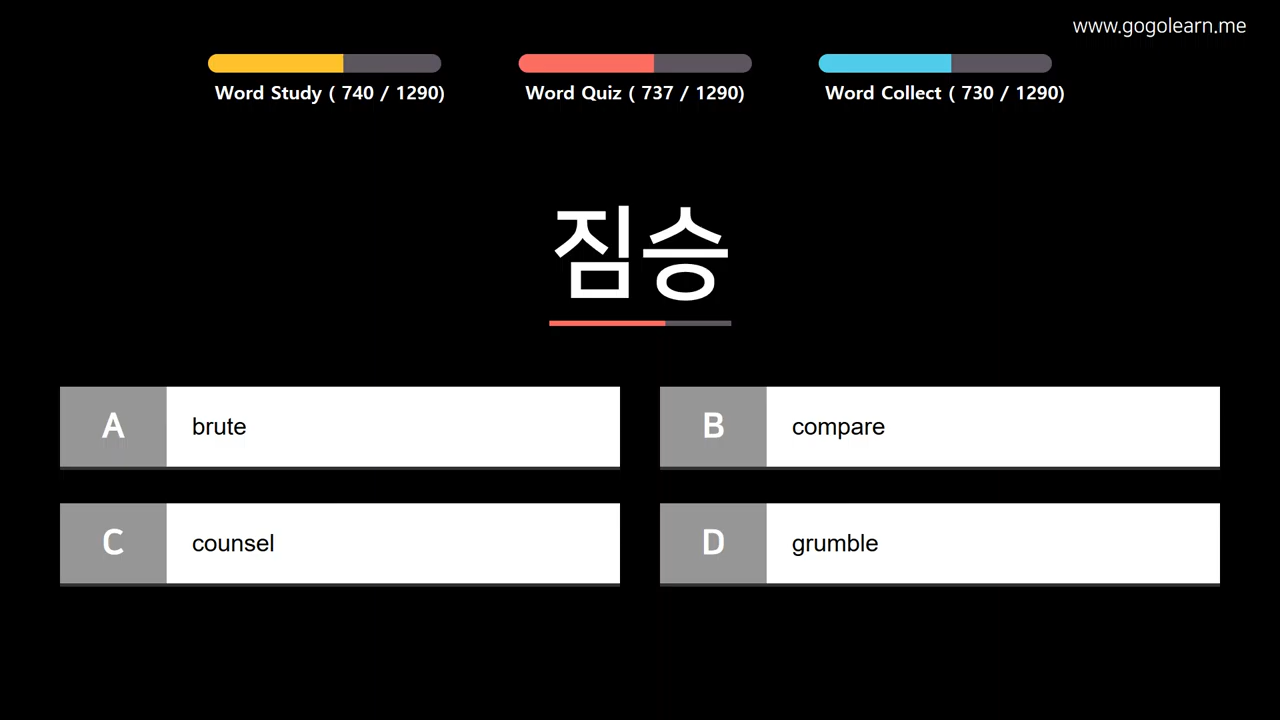 www.gogolearn.me
Word Study ( 740 / 1290)
Word Quiz ( 737 / 1290)
Word Collect ( 730 / 1290)
짐승
A brute
B compare
C counsel
D grumble